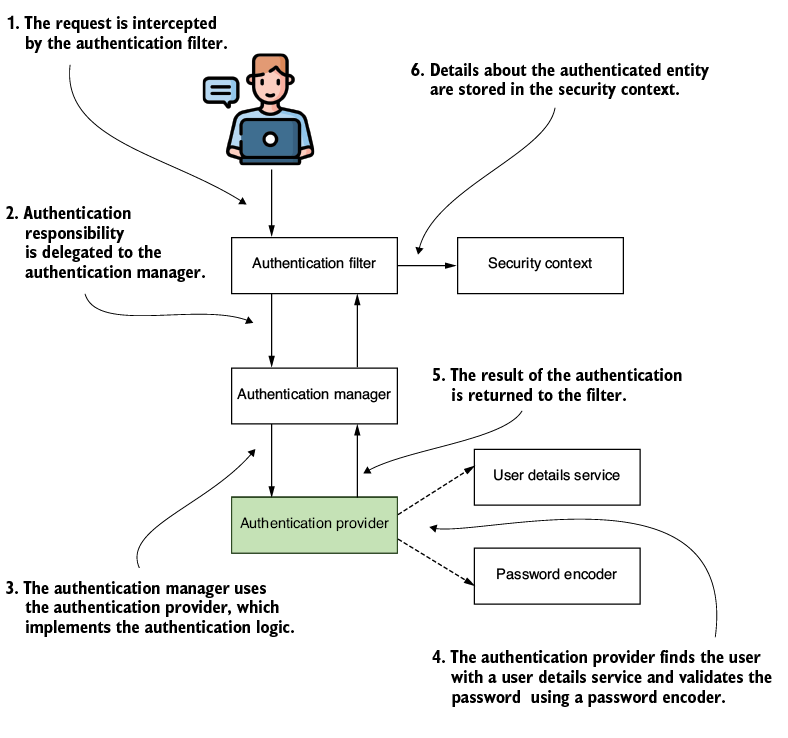 1. The request is intercepted
by the authentication filter.
6. Details about the authenticated entity
are stored in the security context.
2. Authentication
responsibility
is delegated to the
authentication manager.
Authentication filter
Security context
Authentication manager
5. The result of the authentication
is returned to the filter.
User details service
Authentication provider
Password encoder
3. The authentication manager uses
the authentication provider, which
implements the authentication logic.
4. The authentication provider finds the user
with a user details service and validates the
password using a password encoder.